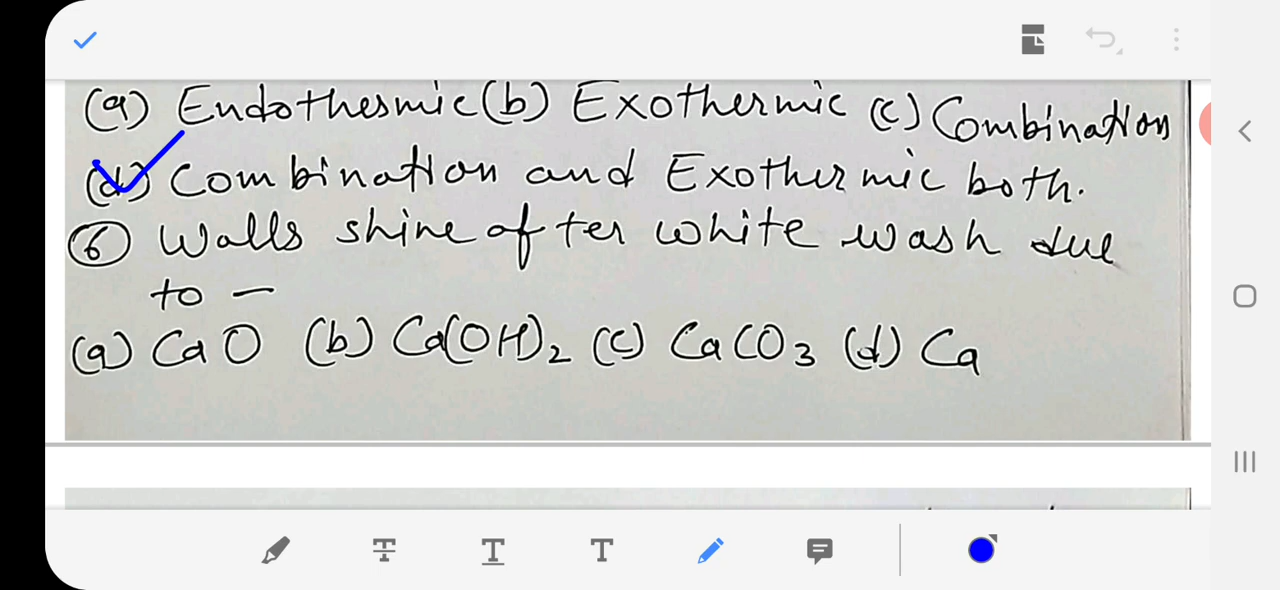 (a) Endothesmic (b) Exothermic (c) Combination
(d) Combination and Exothermic both.
⑥ Walls shine after white wash due
to —
(a) CaO (b) Ca(OH)₂ (c) CaCO₃ (d) Ca